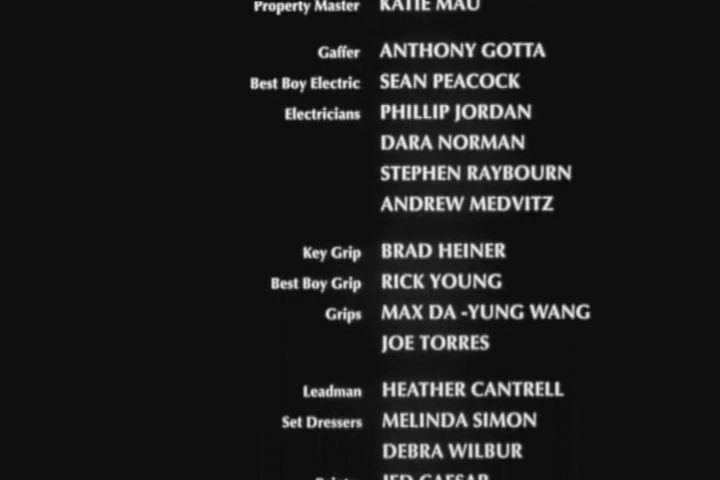 Property Master KATIE MAU
Gaffer ANTHONY GOTTA
Best Boy Electric SEAN PEACOCK
Electricians PHILLIP JORDAN
DARA NORMAN
STEPHEN RAYBOURN
ANDREW MEDVITZ
Key Grip BRAD HEINER
Best Boy Grip RICK YOUNG
Grips MAX DA -YUNG WANG
JOE TORRES
Leadman HEATHER CANTRELL
Set Dressers MELINDA SIMON
DEBRA WILBUR
JED CAESAR